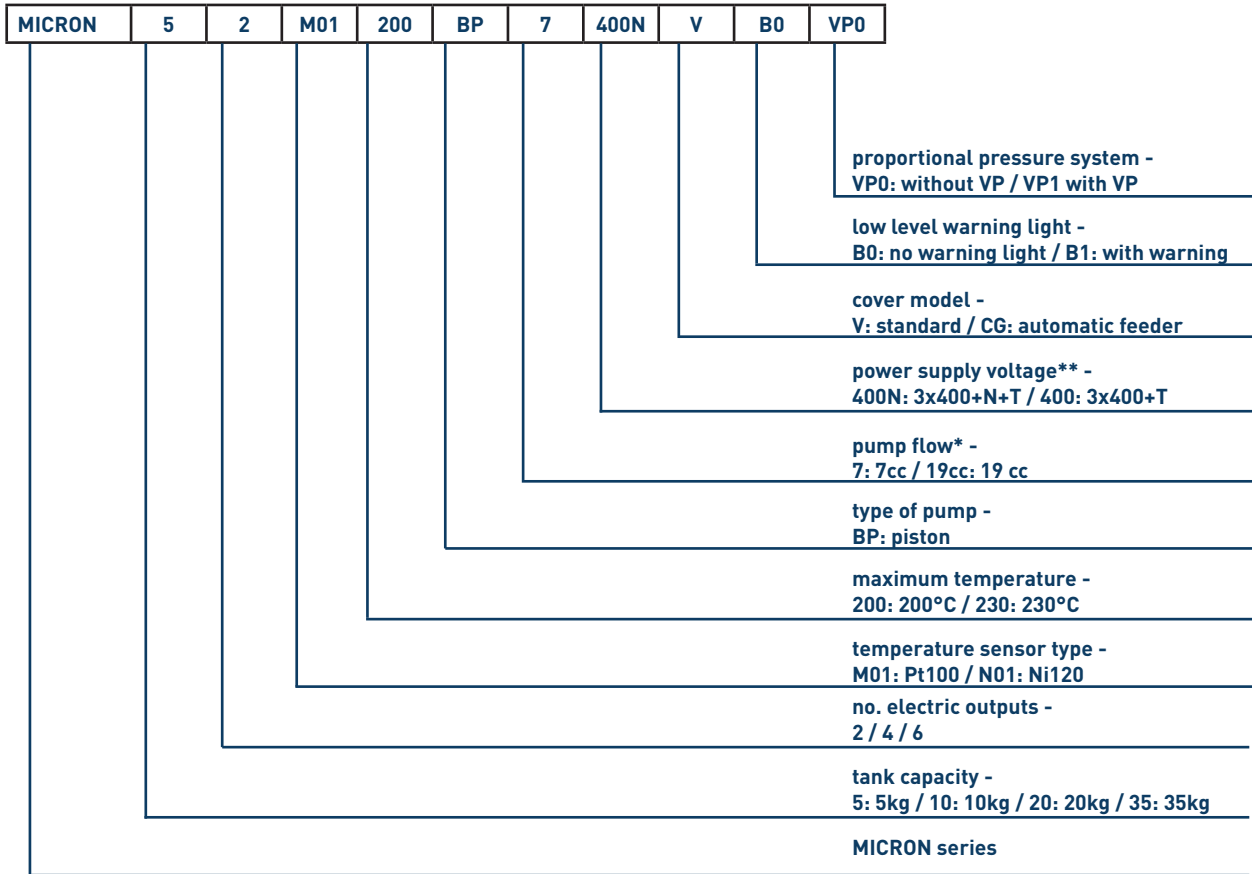 MICRON 5 2 M01 200 BP 7 400N V B0 VP0
proportional pressure system -
VP0: without VP / VP1 with VP
low level warning light -
B0: no warning light / B1: with warning
cover model -
V: standard / CG: automatic feeder
power supply voltage** -
400N: 3x400+N+T / 400: 3x400+T
pump flow* -
7: 7cc / 19cc: 19 cc
type of pump -
BP: piston
maximum temperature -
200: 200°C / 230: 230°C
temperature sensor type -
M01: Pt100 / N01: Ni120
no. electric outputs -
2 / 4 / 6
tank capacity -
5: 5kg / 10: 10kg / 20: 20kg / 35: 35kg
MICRON series